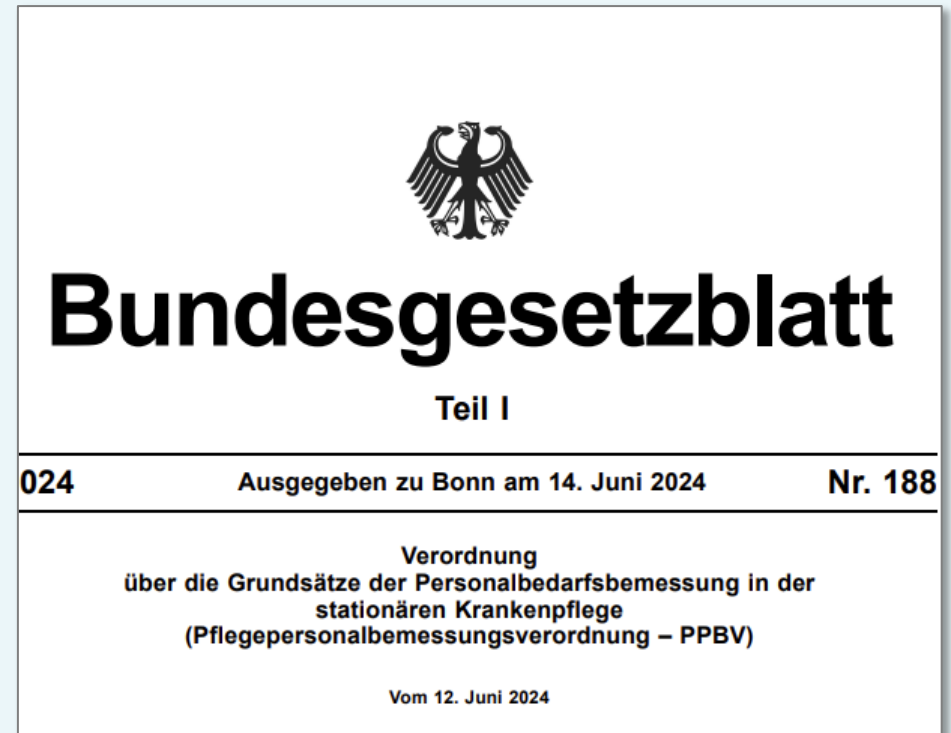 Bundesgesetzblatt
Teil I
024 Ausgegeben zu Bonn am 14. Juni 2024 Nr. 188
Verordnung
über die Grundsätze der Personalbedarfsbemessung in der
stationären Krankenpflege
(Pflegepersonalbemessungsverordnung – PPBV)
Vom 12. Juni 2024